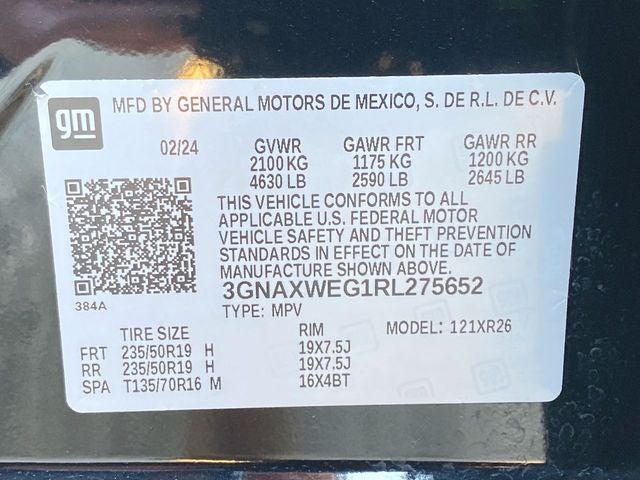 gm
MFD BY GENERAL MOTORS DE MEXICO, S. DE R.L. DE C.V.
02/24 GVWR GAWR FRT GAWR RR
2100 KG 1175 KG 1200 KG
4630 LB 2590 LB 2645 LB
THIS VEHICLE CONFORMS TO ALL
APPLICABLE U.S. FEDERAL MOTOR
VEHICLE SAFETY AND THEFT PREVENTION
STANDARDS IN EFFECT ON THE DATE OF
MANUFACTURE SHOWN ABOVE.
384A
3GNAXWEG1RL275652
TYPE: MPV
TIRE SIZE RIM MODEL: 121XR26
FRT 235/50R19 H 19X7.5J
RR 235/50R19 H 19X7.5J
SPA T135/70R16 M 16X4BT